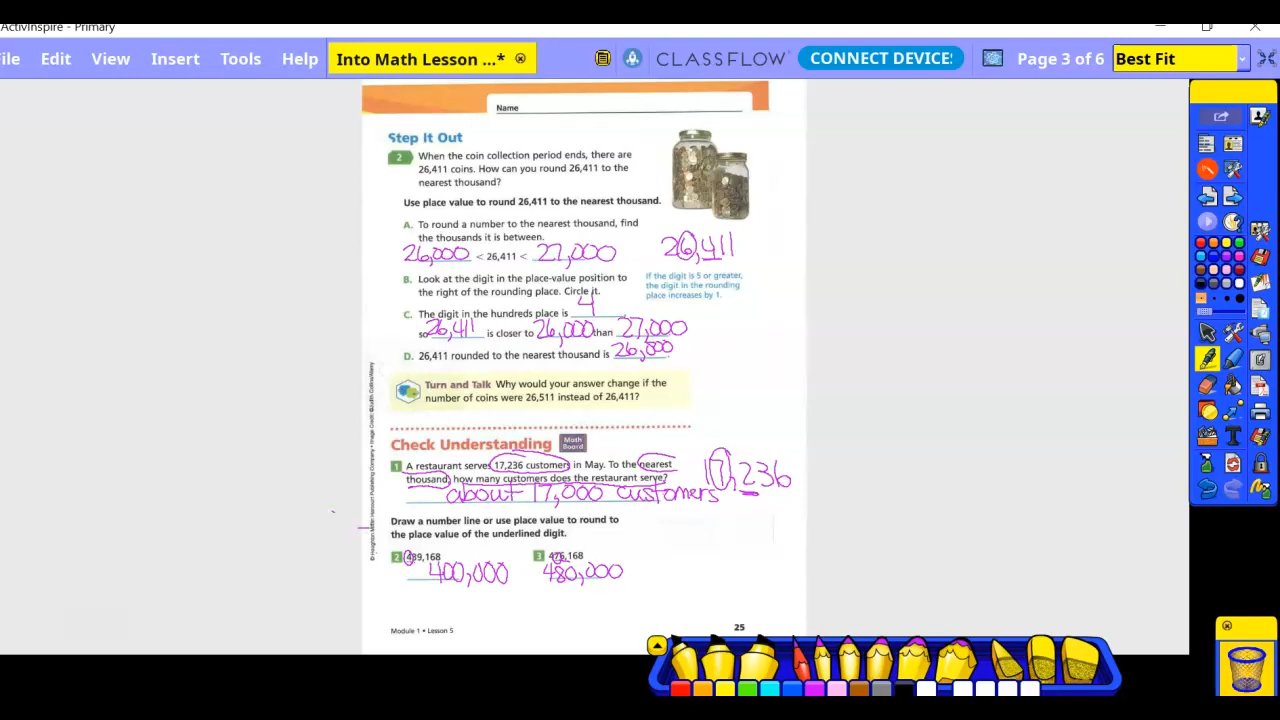 ActivInspire - Primary
File Edit View Insert Tools Help Into Math Lesson ...* CLASSFLOW CONNECT DEVICES Page 3 of 6 Best Fit
Name
Step It Out
2 When the coin collection period ends, there are
26,411 coins. How can you round 26,411 to the
nearest thousand?
Use place value to round 26,411 to the nearest thousand.
A. To round a number to the nearest thousand, find
the thousands it is between.
26,000 < 26,411 < 27,000
26,411
B. Look at the digit in the place-value position to
the right of the rounding place. Circle it.
If the digit is 5 or greater,
the digit in the rounding
place increases by 1.
C. The digit in the hundreds place is 4
so 26,411 is closer to 26,000 than 27,000
D. 26,411 rounded to the nearest thousand is 26,000.
Turn and Talk Why would your answer change if the
number of coins were 26,511 instead of 26,411?
Check Understanding Math Board
1 A restaurant serves 17,236 customers in May. To the nearest
thousand, how many customers does the restaurant serve?
17,236
about 17,000 customers
Draw a number line or use place value to round to
the place value of the underlined digit.
2 439,168
3 476,168
400,000
480,000
© Houghton Mifflin Harcourt Publishing Company • Image Credit:
Module 1 • Lesson 5
25